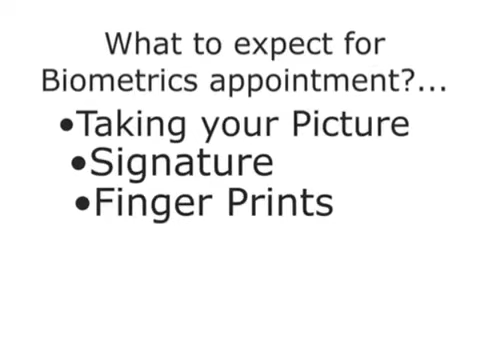 What to expect for
Biometrics appointment?...
•Taking your Picture
•Signature
•Finger Prints